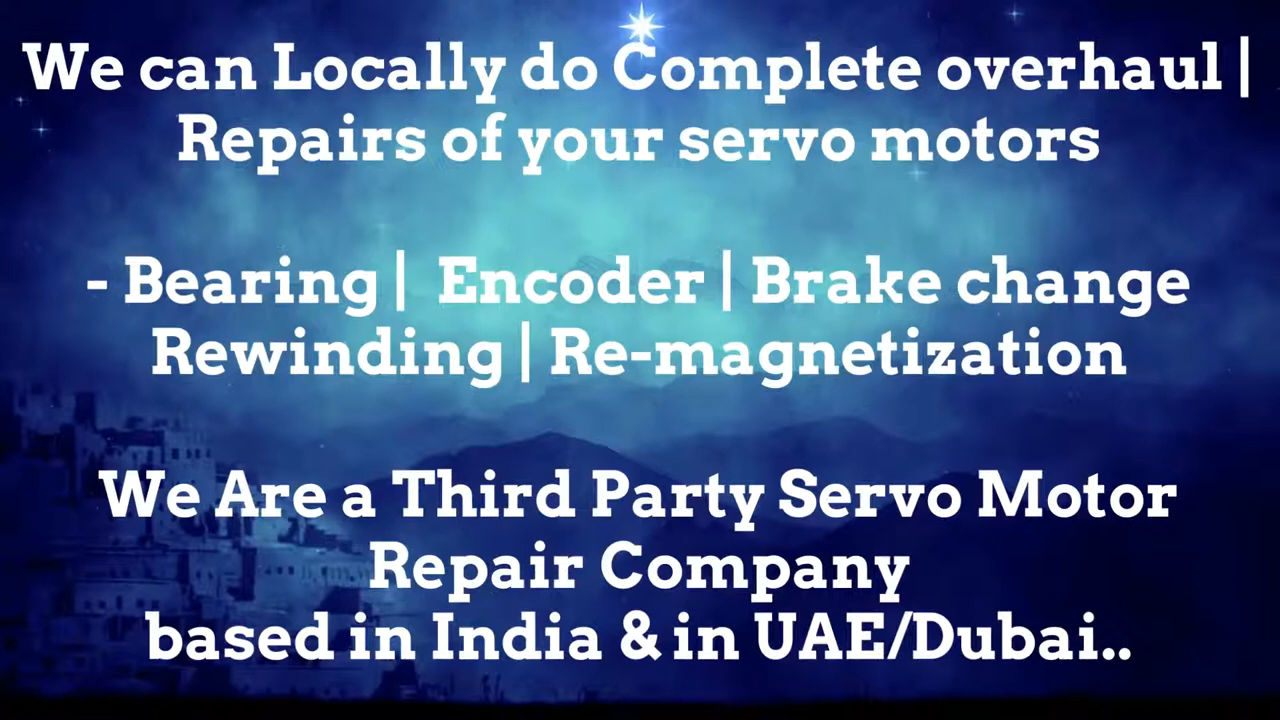 We can Locally do Complete overhaul |
Repairs of your servo motors
- Bearing |  Encoder | Brake change
Rewinding | Re-magnetization
We Are a Third Party Servo Motor
Repair Company
based in India & in UAE/Dubai..